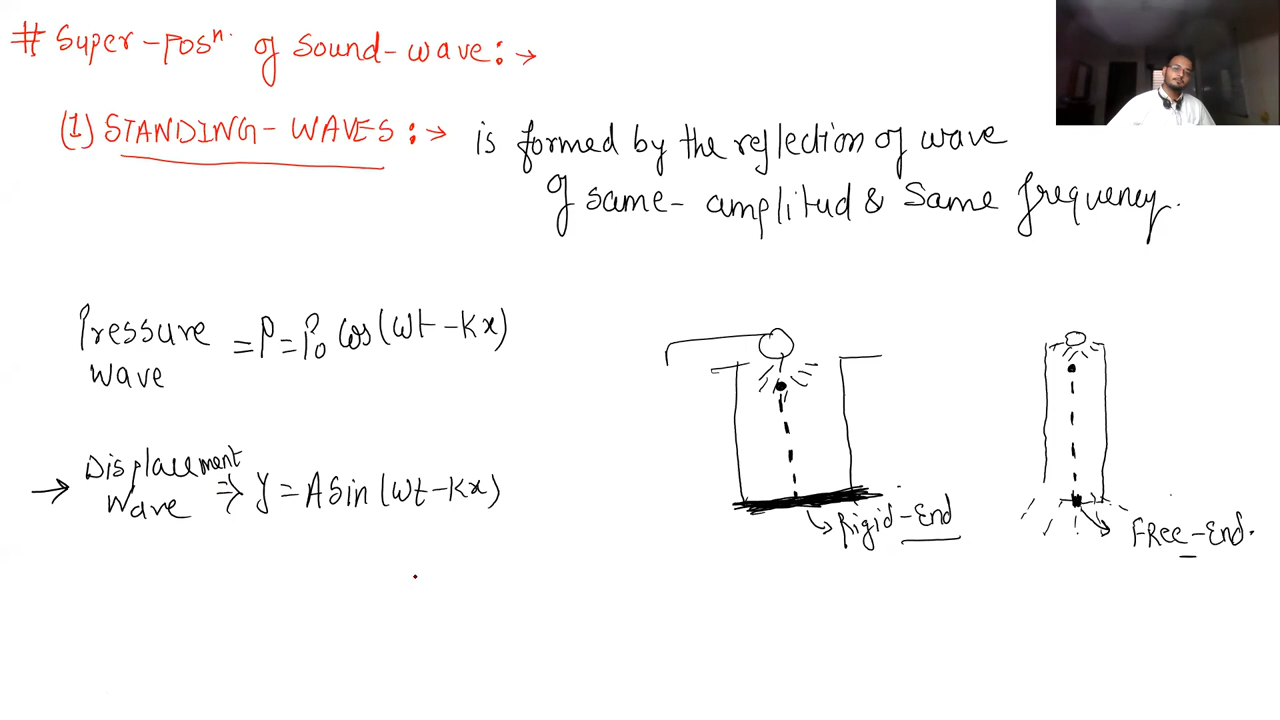 # Super-posⁿ. of sound-wave:→
(1) STANDING-WAVES:→ is formed by the reflection of wave
of same-amplitud & Same frequency.
Pressure wave = P = P₀ cos(ωt-kx)
→ Displacement wave ⇒ y = A sin(ωt-kx)
Rigid-End
FREE-End.